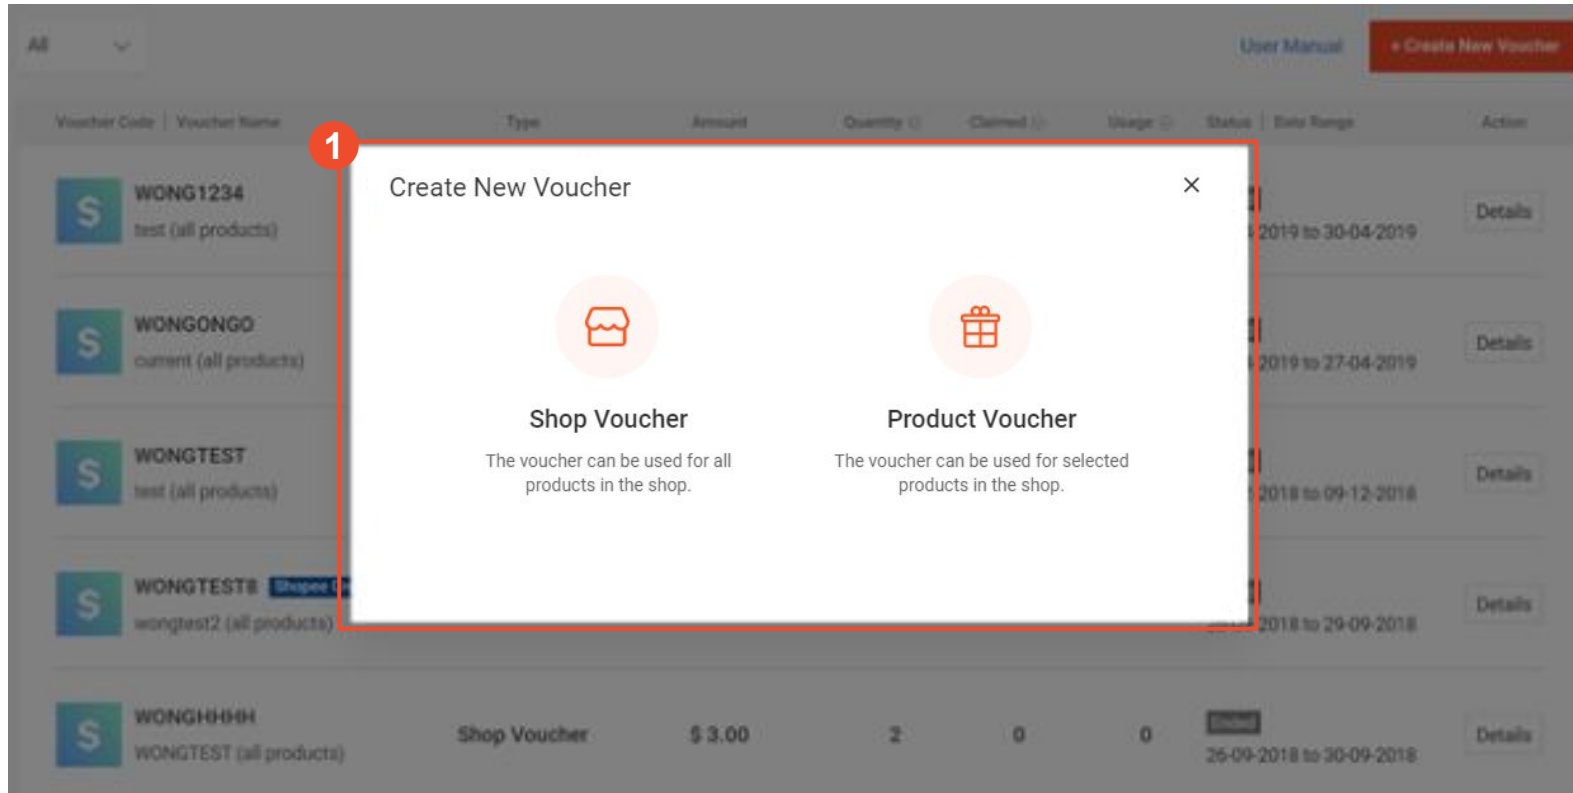 All
User Manual
+ Create New Voucher
Voucher Code | Voucher Name
Type
Amount
Quantity
Claimed
Usage
Status | Date Range
Action
1
Create New Voucher
WONG1234
test (all products)
2019 to 30-04-2019
Details
WONGONGO
current (all products)
2019 to 27-04-2019
Details
Shop Voucher
The voucher can be used for all
products in the shop.
Product Voucher
The voucher can be used for selected
products in the shop.
WONGTEST
test (all products)
2018 to 09-12-2018
Details
WONGTEST8
Shopee
wongtest2 (all products)
2018 to 29-09-2018
Details
WONGHHHH
WONGTEST (all products)
Shop Voucher
$ 3.00
2
0
0
Ended
26-09-2018 to 30-09-2018
Details